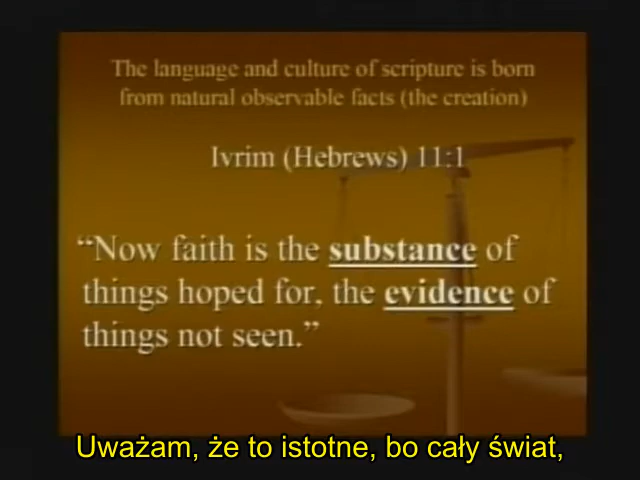 The language and culture of scripture is born
from natural observable facts (the creation)
Ivrim (Hebrews) 11:1
“Now faith is the substance of
things hoped for, the evidence of
things not seen.”
Uważam, że to istotne, bo cały świat,